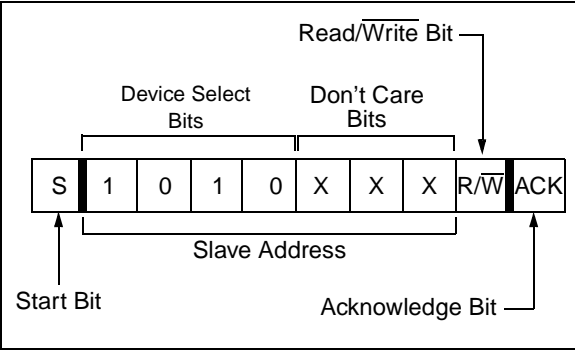 Read/Write Bit
Device Select
Bits
Don't Care
Bits
S 1 0 1 0 X X X R/W ACK
Slave Address
Start Bit
Acknowledge Bit